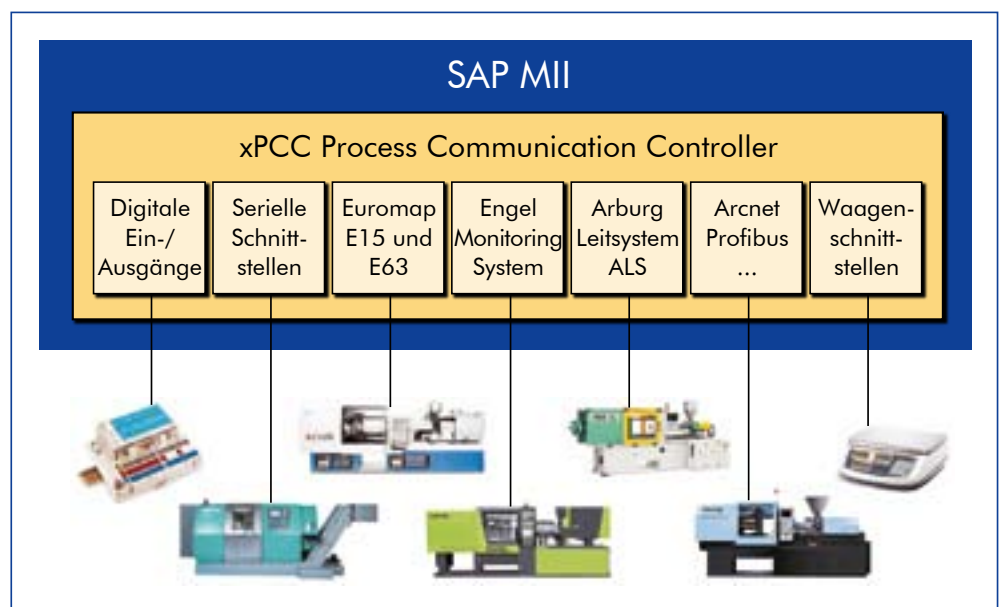 SAP MII
xPCC Process Communication Controller
Digitale
Ein-/
Ausgänge
Serielle
Schnitt-
stellen
Euromap
E15 und
E63
Engel
Monitoring
System
Arburg
Leitsystem
ALS
Arcnet
Profibus
...
Waagen-
schnitt-
stellen